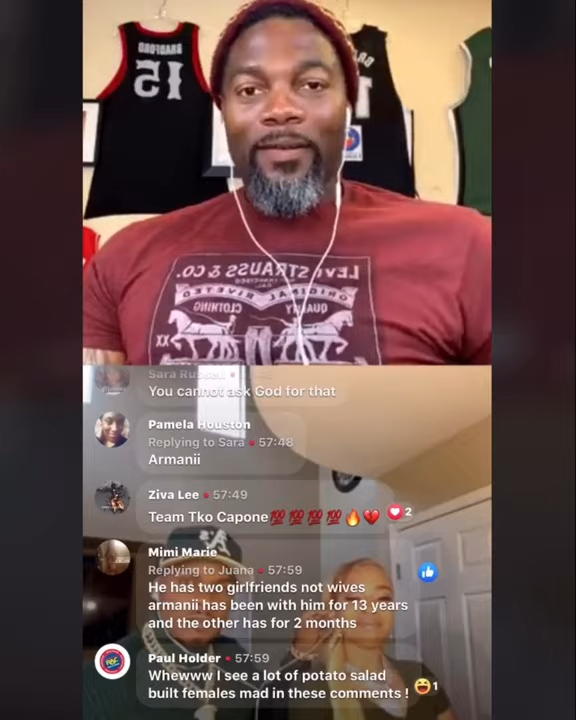 BRADFORD
15
LEVI STRAUSS & CO.
ORIGINAL RIVETED
QUALITY
CLOTHING
XX
Sara Russell
You cannot ask God for that
Pamela Houston
Replying to Sara • 57:48
Armanii
Ziva Lee • 57:49
Team Tko Capone💯💯💯💯🔥💔
2
Mimi Marie
Replying to Juana • 57:59
He has two girlfriends not wives
armanii has been with him for 13 years
and the other has for 2 months
Paul Holder • 57:59
Whewww I see a lot of potato salad
built females mad in these comments !
1